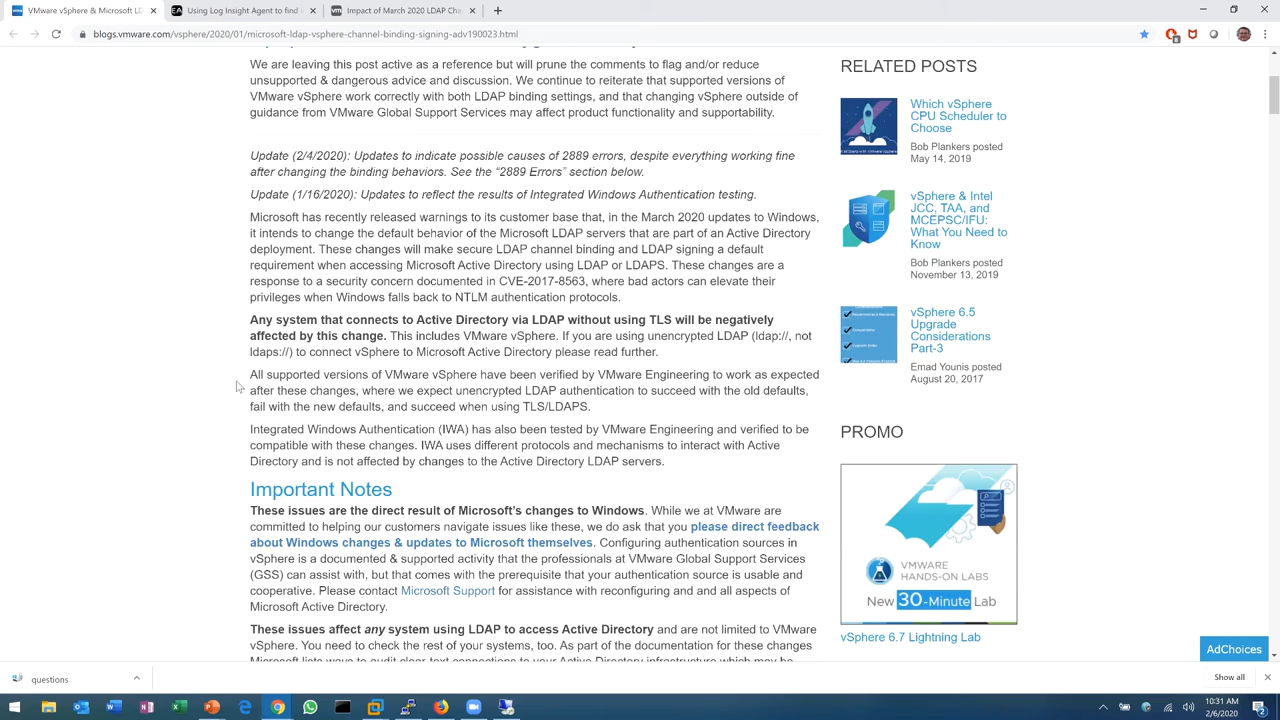 VMware vSphere & Microsoft LD
Using Log Insight Agent to find i
Impact of March 2020 LDAP Cha
blogs.vmware.com/vsphere/2020/01/microsoft-ldap-vsphere-channel-binding-signing-adv190023.html
We are leaving this post active as a reference but will prune the comments to flag and/or reduce
unsupported & dangerous advice and discussion. We continue to reiterate that supported versions of
VMware vSphere work correctly with both LDAP binding settings, and that changing vSphere outside of
guidance from VMware Global Support Services may affect product functionality and supportability.
Update (2/4/2020): Updates to indicate possible causes of 2889 errors, despite everything working fine
after changing the binding behaviors. See the “2889 Errors” section below.
Update (1/16/2020): Updates to reflect the results of Integrated Windows Authentication testing.
Microsoft has recently released warnings to its customer base that, in the March 2020 updates to Windows,
it intends to change the default behavior of the Microsoft LDAP servers that are part of an Active Directory
deployment. These changes will make secure LDAP channel binding and LDAP signing a default
requirement when accessing Microsoft Active Directory using LDAP or LDAPS. These changes are a
response to a security concern documented in CVE-2017-8563, where bad actors can elevate their
privileges when Windows falls back to NTLM authentication protocols.
Any system that connects to Active Directory via LDAP without using TLS will be negatively
affected by this change. This includes VMware vSphere. If you are using unencrypted LDAP (ldap://, not
ldaps://) to connect vSphere to Microsoft Active Directory please read further.
All supported versions of VMware vSphere have been verified by VMware Engineering to work as expected
after these changes, where we expect unencrypted LDAP authentication to succeed with the old defaults,
fail with the new defaults, and succeed when using TLS/LDAPS.
Integrated Windows Authentication (IWA) has also been tested by VMware Engineering and verified to be
compatible with these changes. IWA uses different protocols and mechanisms to interact with Active
Directory and is not affected by changes to the Active Directory LDAP servers.
Important Notes
These issues are the direct result of Microsoft’s changes to Windows. While we at VMware are
committed to helping our customers navigate issues like these, we do ask that you please direct feedback
about Windows changes & updates to Microsoft themselves. Configuring authentication sources in
vSphere is a documented & supported activity that the professionals at VMware Global Support Services
(GSS) can assist with, but that comes with the prerequisite that your authentication source is usable and
cooperative. Please contact Microsoft Support for assistance with reconfiguring and and all aspects of
Microsoft Active Directory.
These issues affect any system using LDAP to access Active Directory and are not limited to VMware
vSphere. You need to check the rest of your systems, too. As part of the documentation for these changes
Microsoft lists ways to audit clear-text connections to your Active Directory infrastructure which may be
RELATED POSTS
Which vSphere
CPU Scheduler to
Choose
Bob Plankers posted
May 14, 2019
vSphere & Intel
JCC, TAA, and
MCEPSC/IFU:
What You Need to
Know
Bob Plankers posted
November 13, 2019
vSphere 6.5
Upgrade
Considerations
Part-3
Emad Younis posted
August 20, 2017
PROMO
VMWARE
HANDS-ON LABS
New 30-Minute Lab
vSphere 6.7 Lightning Lab
AdChoices
questions
Show all
10:31 AM
2/6/2020